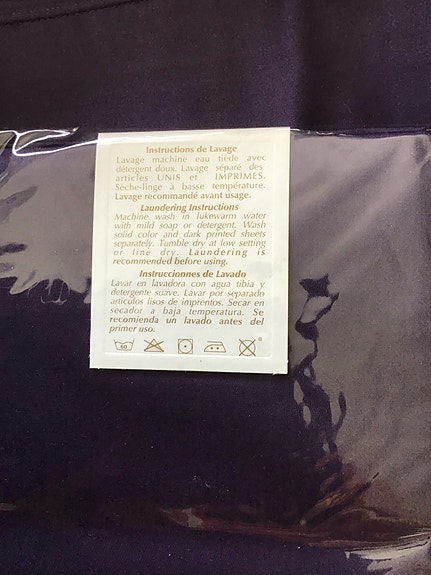 Instructions de Lavage
Lavage machine eau tiède avec
détergent doux. Lavage séparé des
articles UNIS et IMPRIMES.
Sèche-linge à basse température.
Lavage recommandé avant usage.
Laundering Instructions
Machine wash in lukewarm water
with mild soap or detergent. Wash
solid color and dark printed sheets
separately. Tumble dry at low setting
or line dry. Laundering is
recommended before using.
Instruccionnes de Lavado
Lavar en lavadora con agua tibia y
detergente suave. Lavar por separado
articulos lisos de imprentos. Secar en
secador a baja temperatura. Se
recomienda un lavado antes del
primer uso.
60